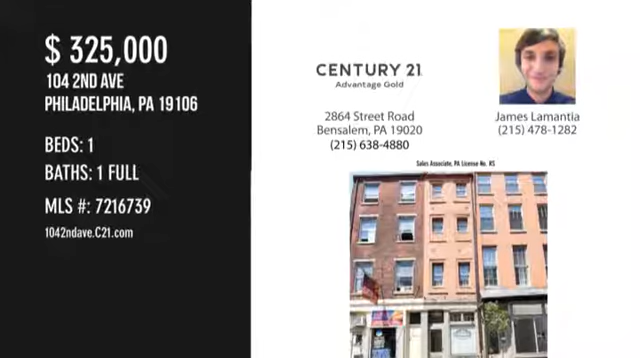 $ 325,000
104 2ND AVE
PHILADELPHIA, PA 19106
BEDS: 1
BATHS: 1 FULL
MLS #: 7216739
1042ndave.C21.com
CENTURY 21
Advantage Gold
2864 Street Road
Bensalem, PA 19020
(215) 638-4880
James Lamantia
(215) 478-1282
Sales Associate, PA License No. RS